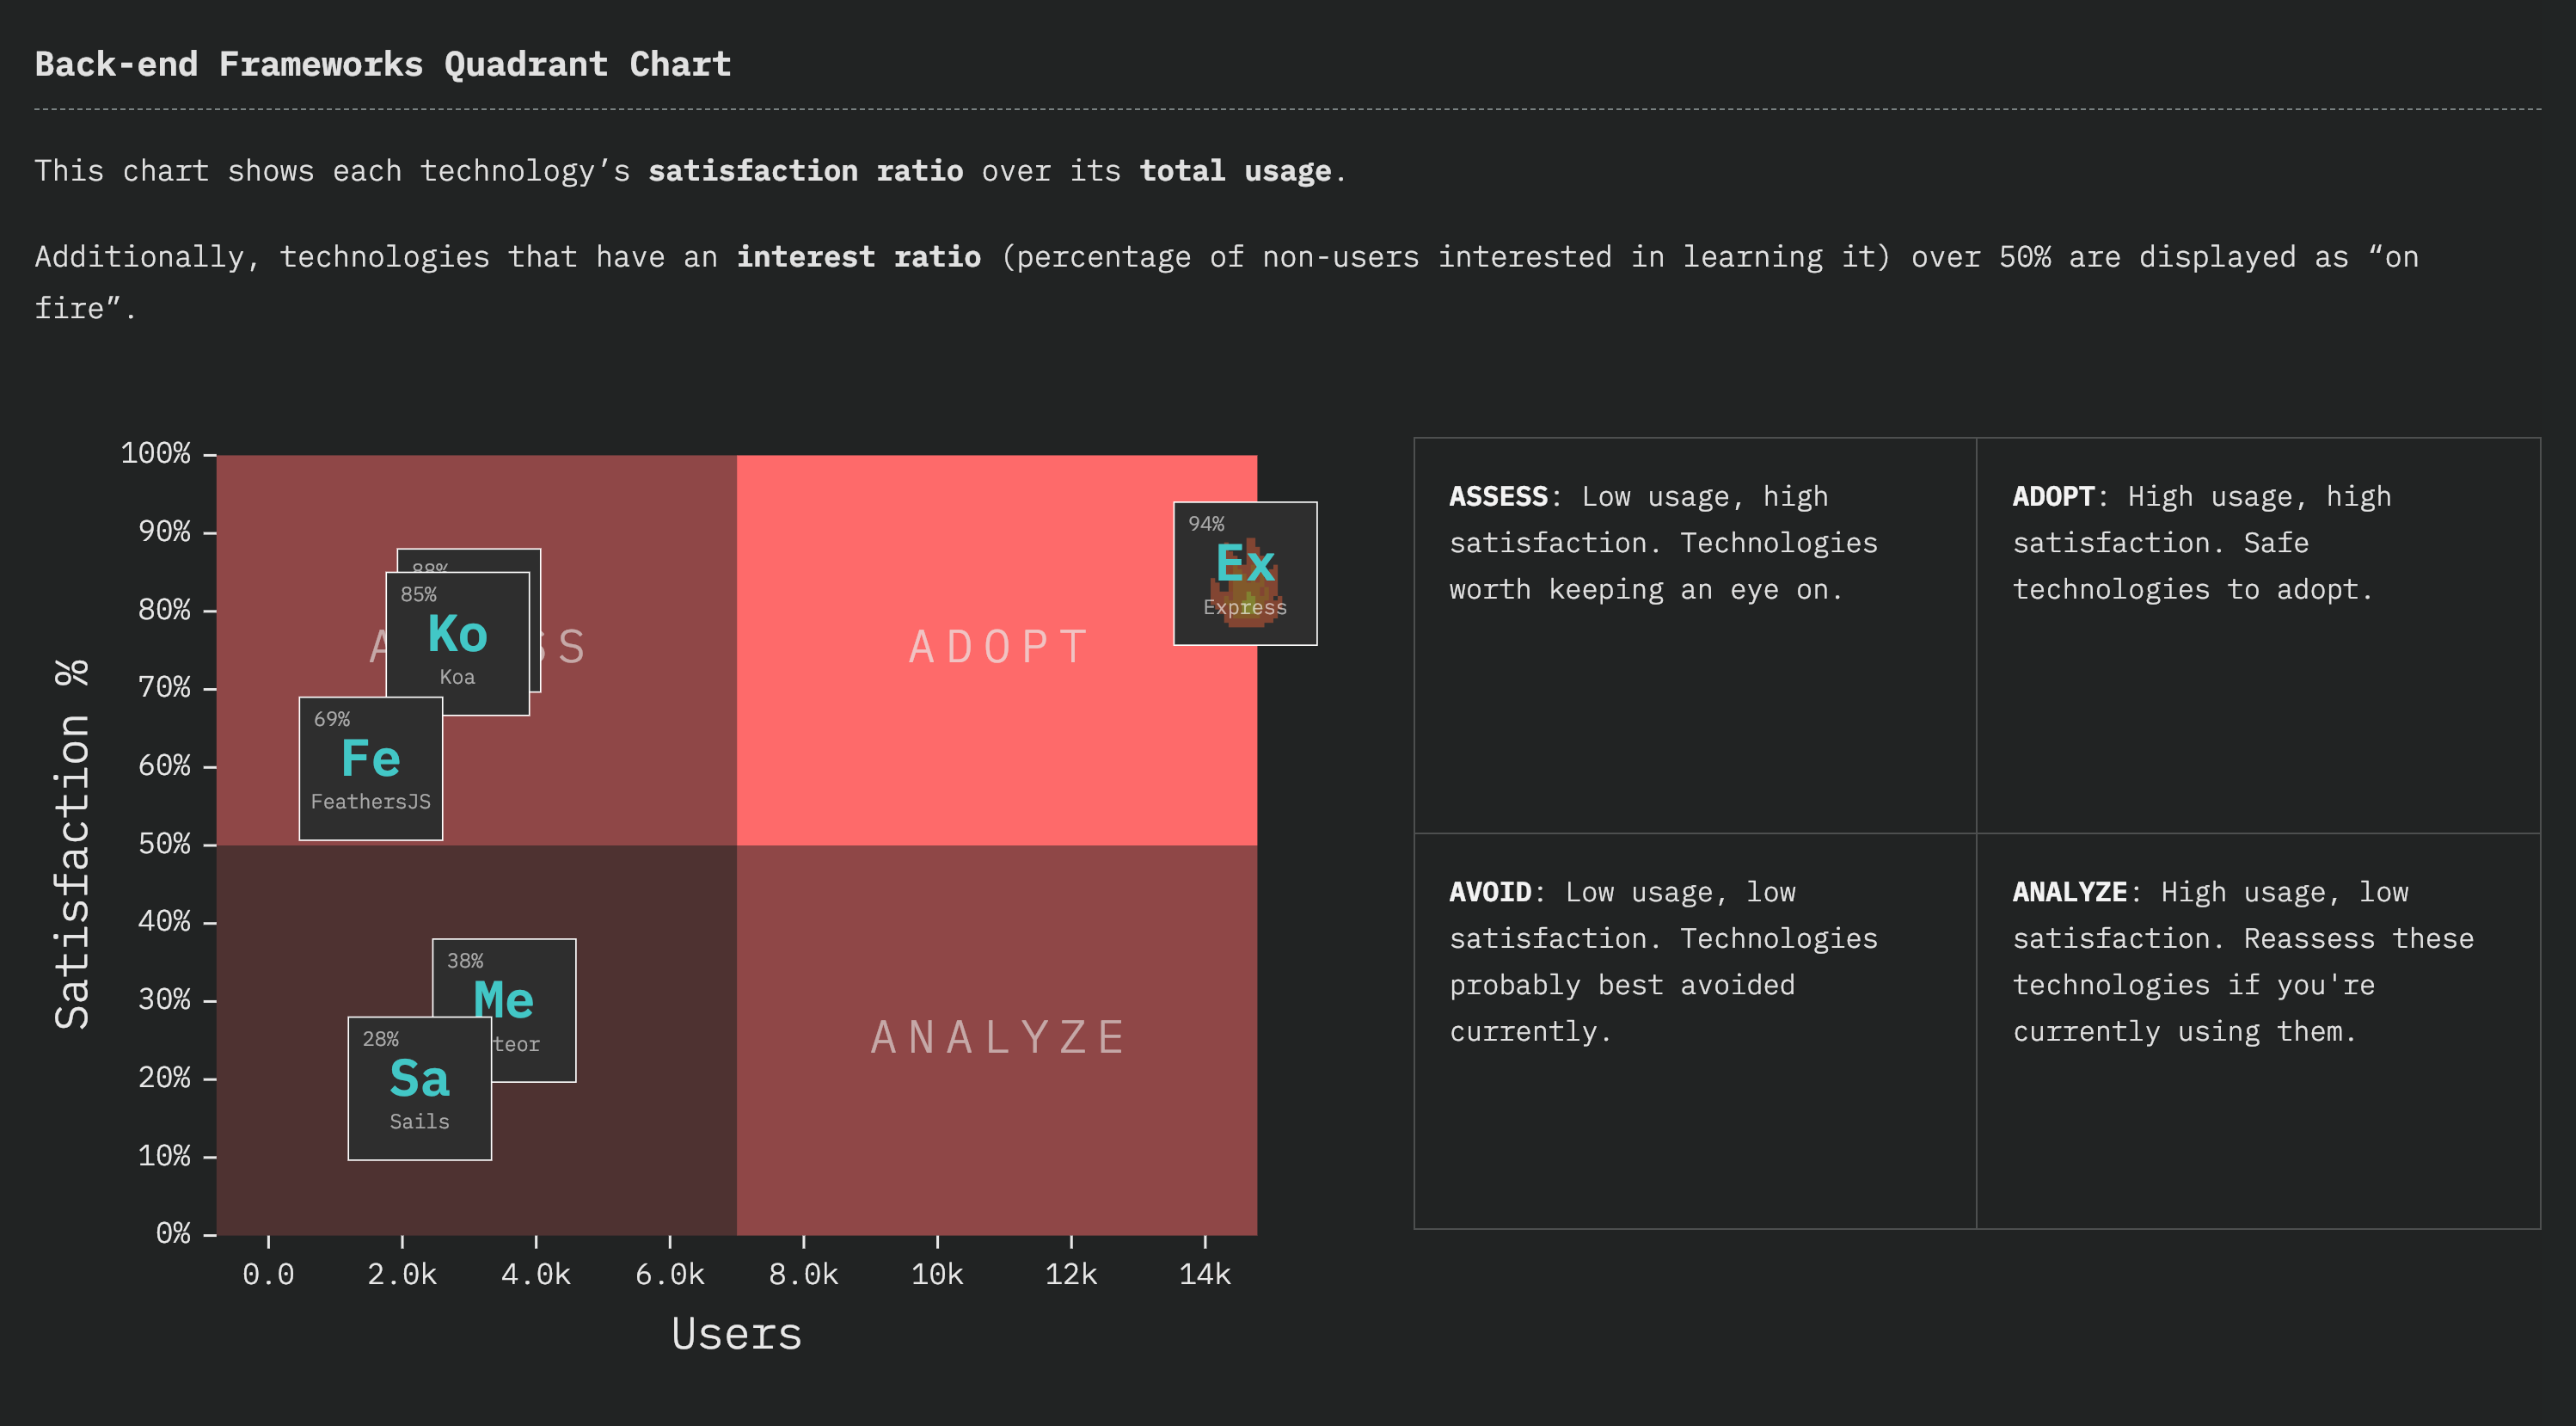 Back-end Frameworks Quadrant Chart
This chart shows each technology’s satisfaction ratio over its total usage.
Additionally, technologies that have an interest ratio (percentage of non-users interested in learning it) over 50% are displayed as “on
fire”.
Satisfaction %
100%
90%
80%
70%
60%
50%
40%
30%
20%
10%
0%
88%
85%
Ko
Koa
69%
Fe
FeathersJS
ADOPT
94%
Ex
Express
38%
Me
teor
28%
Sa
Sails
ANALYZE
0.0
2.0k
4.0k
6.0k
8.0k
10k
12k
14k
Users
ASSESS: Low usage, high
satisfaction. Technologies
worth keeping an eye on.
ADOPT: High usage, high
satisfaction. Safe
technologies to adopt.
AVOID: Low usage, low
satisfaction. Technologies
probably best avoided
currently.
ANALYZE: High usage, low
satisfaction. Reassess these
technologies if you're
currently using them.